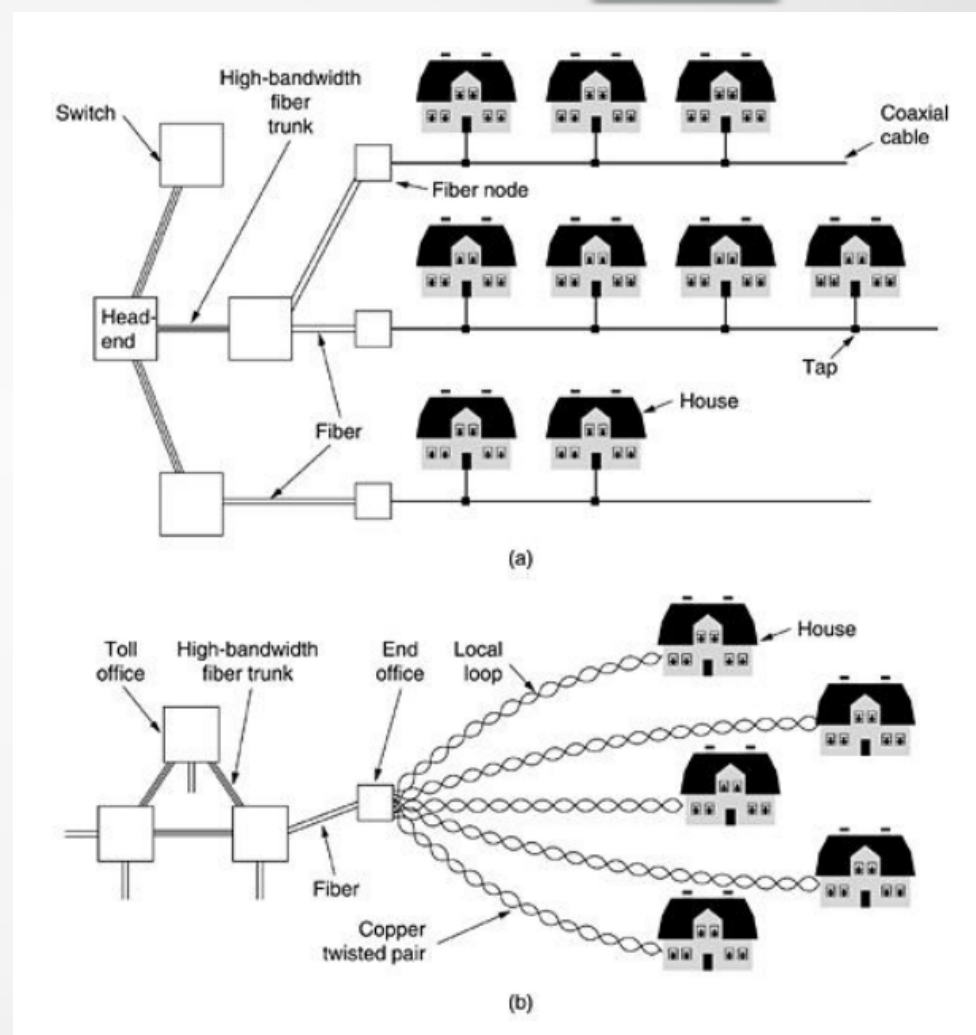 High-bandwidth
fiber
trunk
Switch
Coaxial
cable
Fiber node
Head-
end
Tap
House
Fiber
(a)
House
Toll
office
High-bandwidth
fiber trunk
End
office
Local
loop
Fiber
Copper
twisted pair
(b)